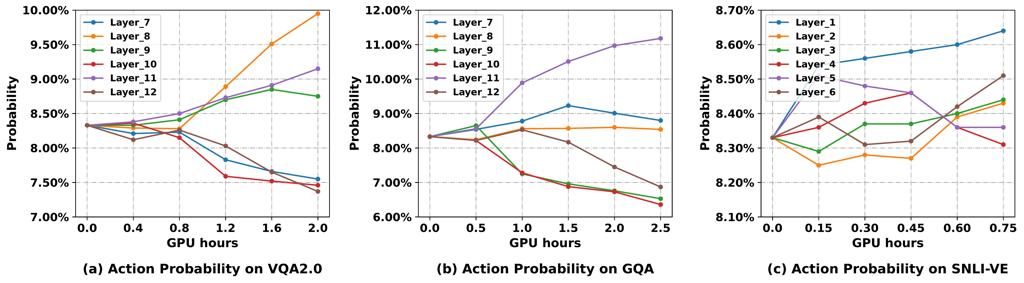 10.00%
9.50%
9.00%
8.50%
8.00%
7.50%
7.00%
Probability
Layer_7
Layer_8
Layer_9
Layer_10
Layer_11
Layer_12
0.0 0.4 0.8 1.2 1.6 2.0
GPU hours
(a) Action Probability on VQA2.0
12.00%
11.00%
10.00%
9.00%
8.00%
7.00%
6.00%
Probability
Layer_7
Layer_8
Layer_9
Layer_10
Layer_11
Layer_12
0.0 0.5 1.0 1.5 2.0 2.5
GPU hours
(b) Action Probability on GQA
8.70%
8.60%
8.50%
8.40%
8.30%
8.20%
8.10%
Probability
Layer_1
Layer_2
Layer_3
Layer_4
Layer_5
Layer_6
0.0 0.15 0.30 0.45 0.60 0.75
GPU hours
(c) Action Probability on SNLI-VE